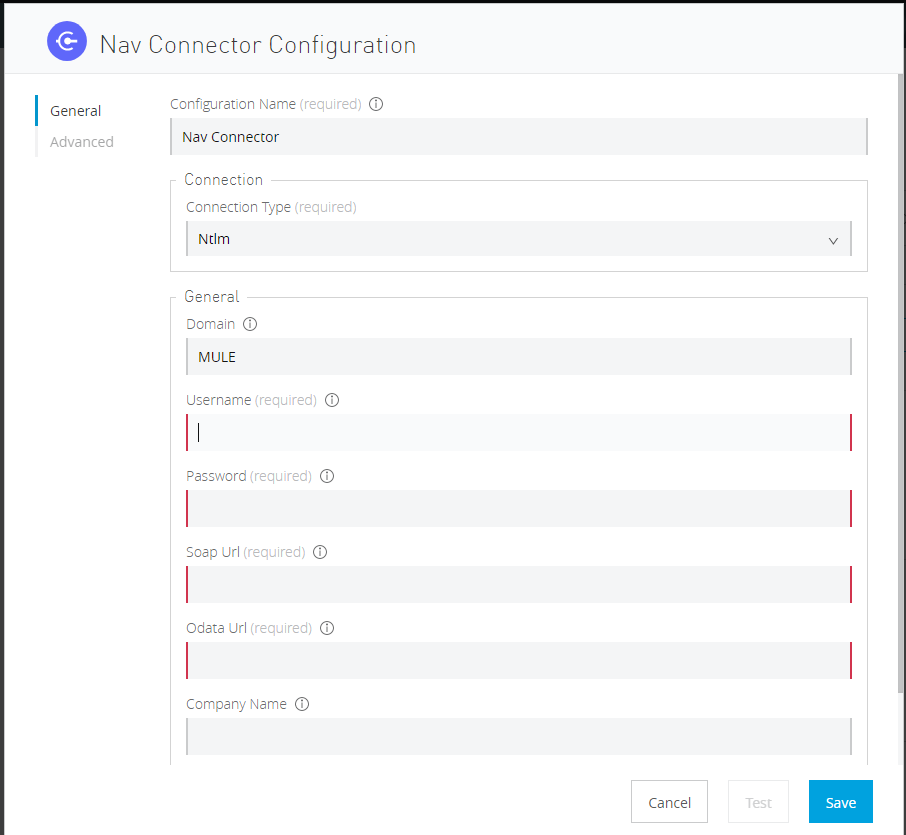 Nav Connector Configuration
General
Advanced
Configuration Name (required)
Nav Connector
Connection
Connection Type (required)
Ntlm
General
Domain
MULE
Username (required)
Password (required)
Soap Url (required)
Odata Url (required)
Company Name
Cancel
Test
Save